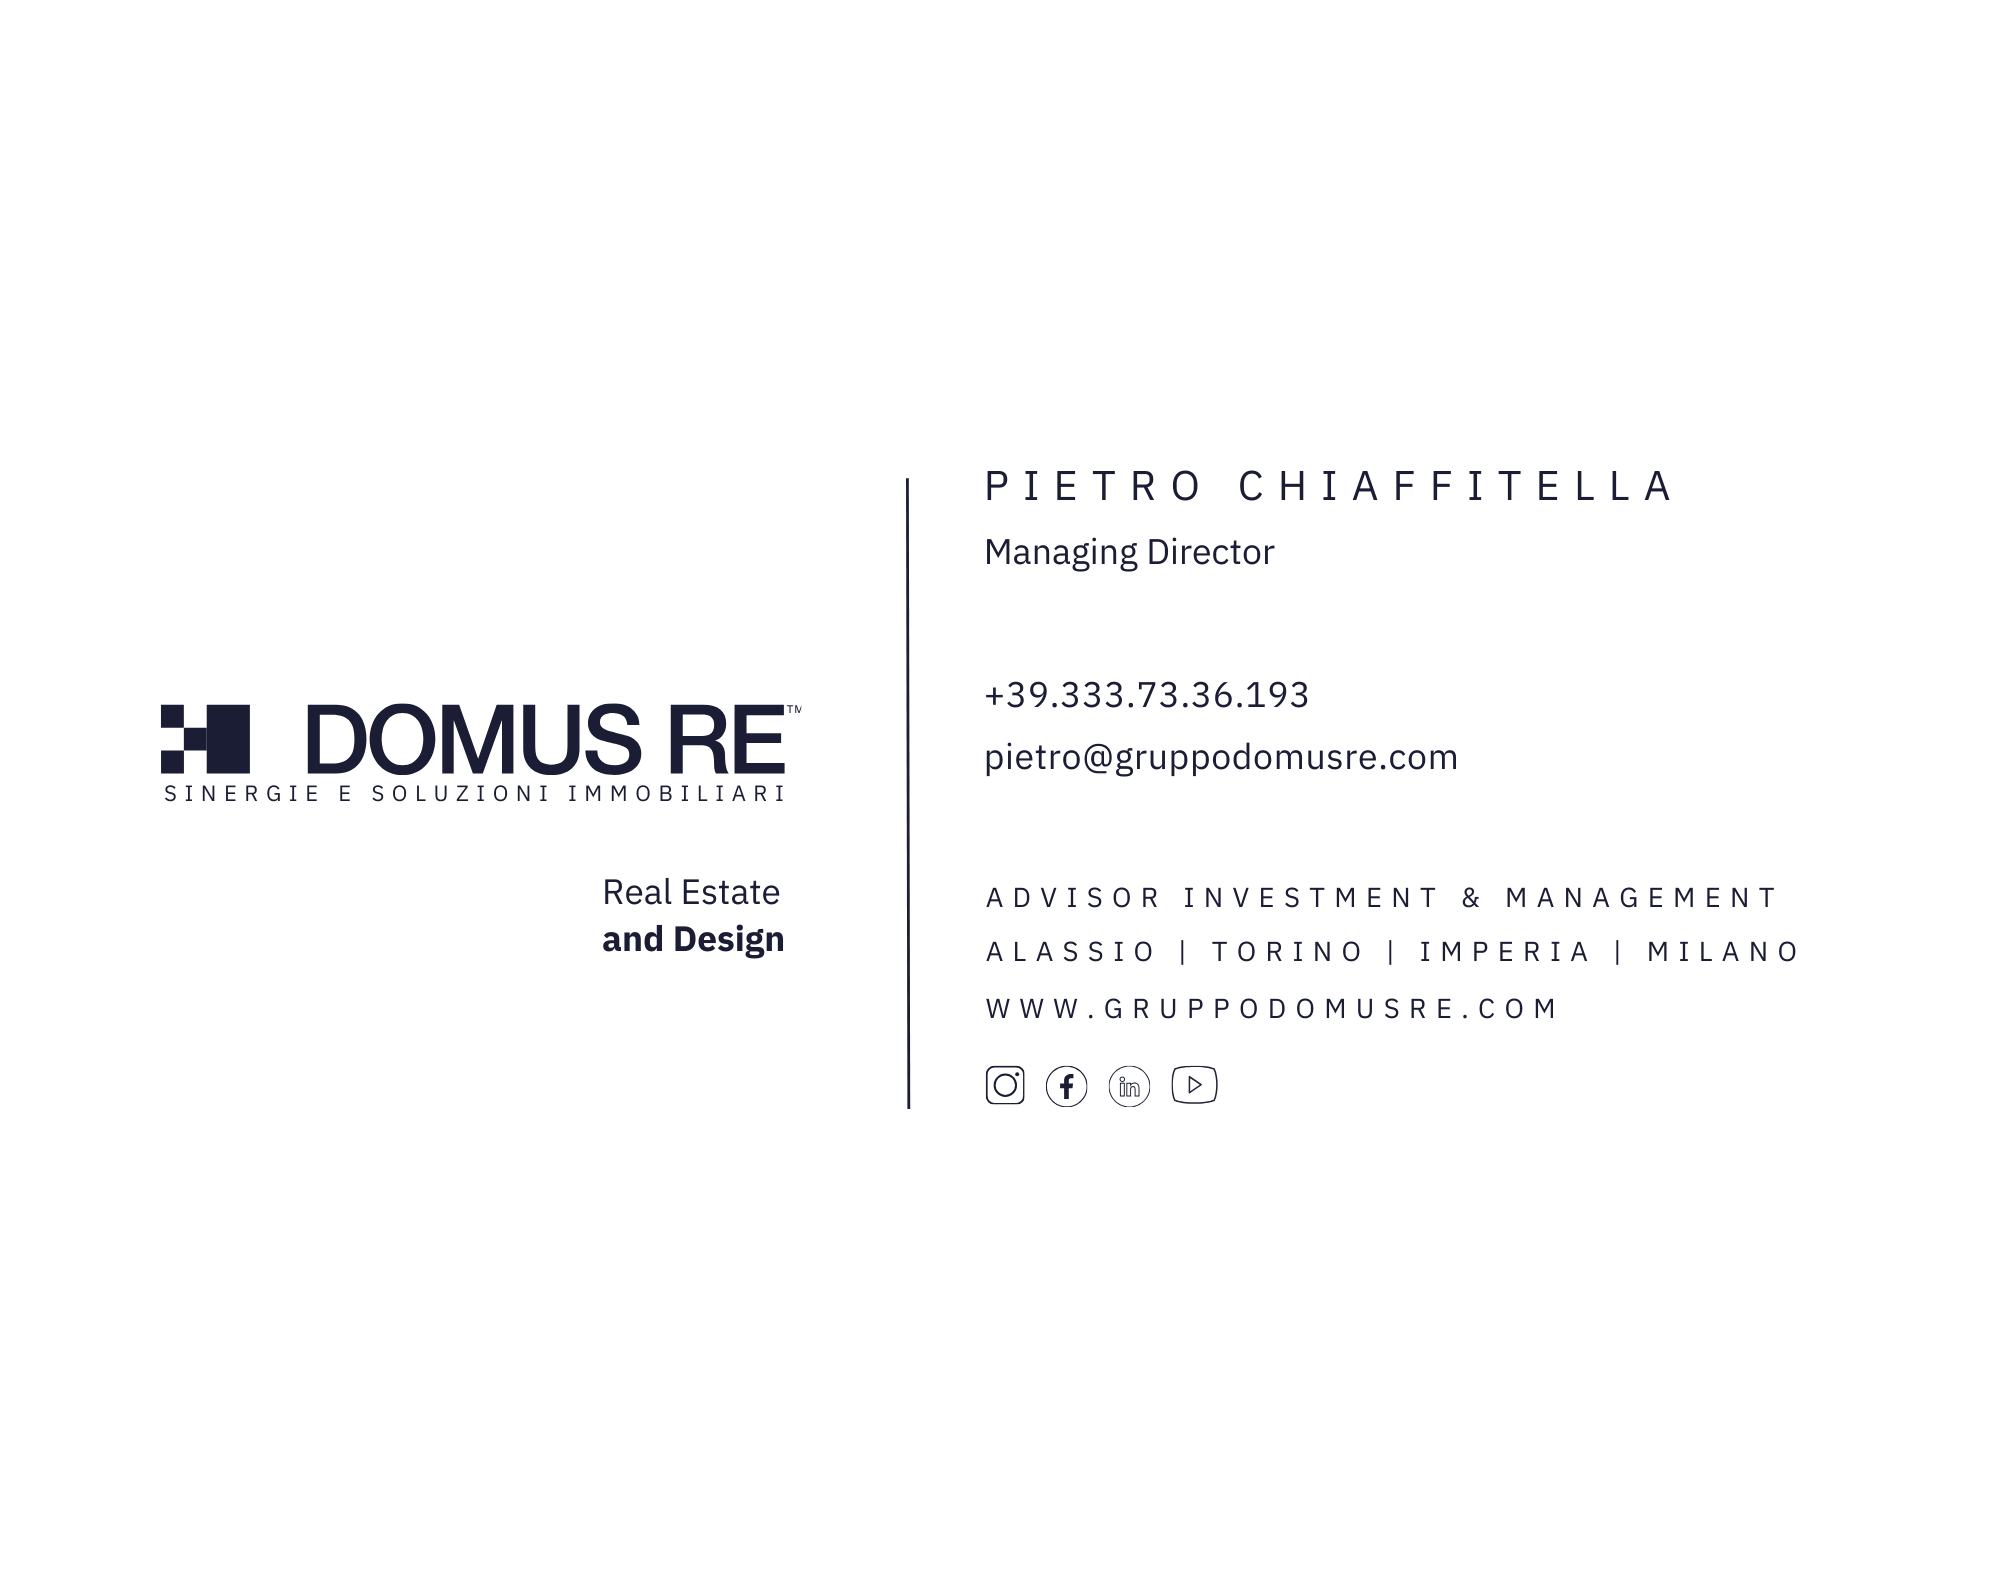 DOMUS RE™
SINERGIE E SOLUZIONI IMMOBILIARI
Real Estate
and Design
PIETRO CHIAFFITELLA
Managing Director
+39.333.73.36.193
pietro@gruppodomusre.com
ADVISOR INVESTMENT & MANAGEMENT
ALASSIO | TORINO | IMPERIA | MILANO
WWW.GRUPPODOMUSRE.COM